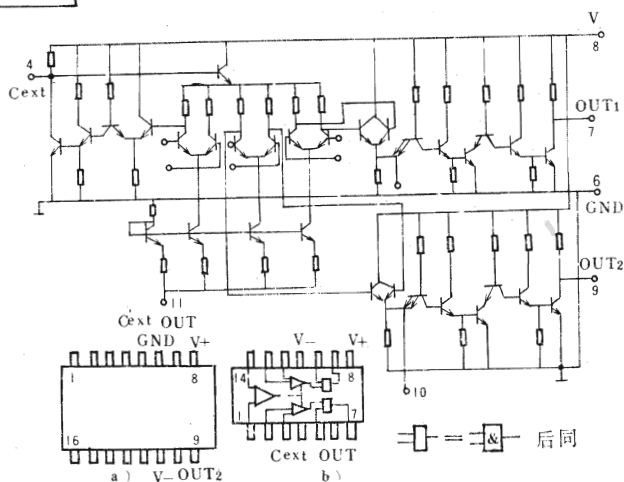 V
8
4
Cext
OUT1
7
6
GND
OUT2
9
11
Cext OUT
10
GND V+
1 8
16 9
V- OUT2
a)
V- V+
14 8
1 7
Cext OUT
b)
= & 后同